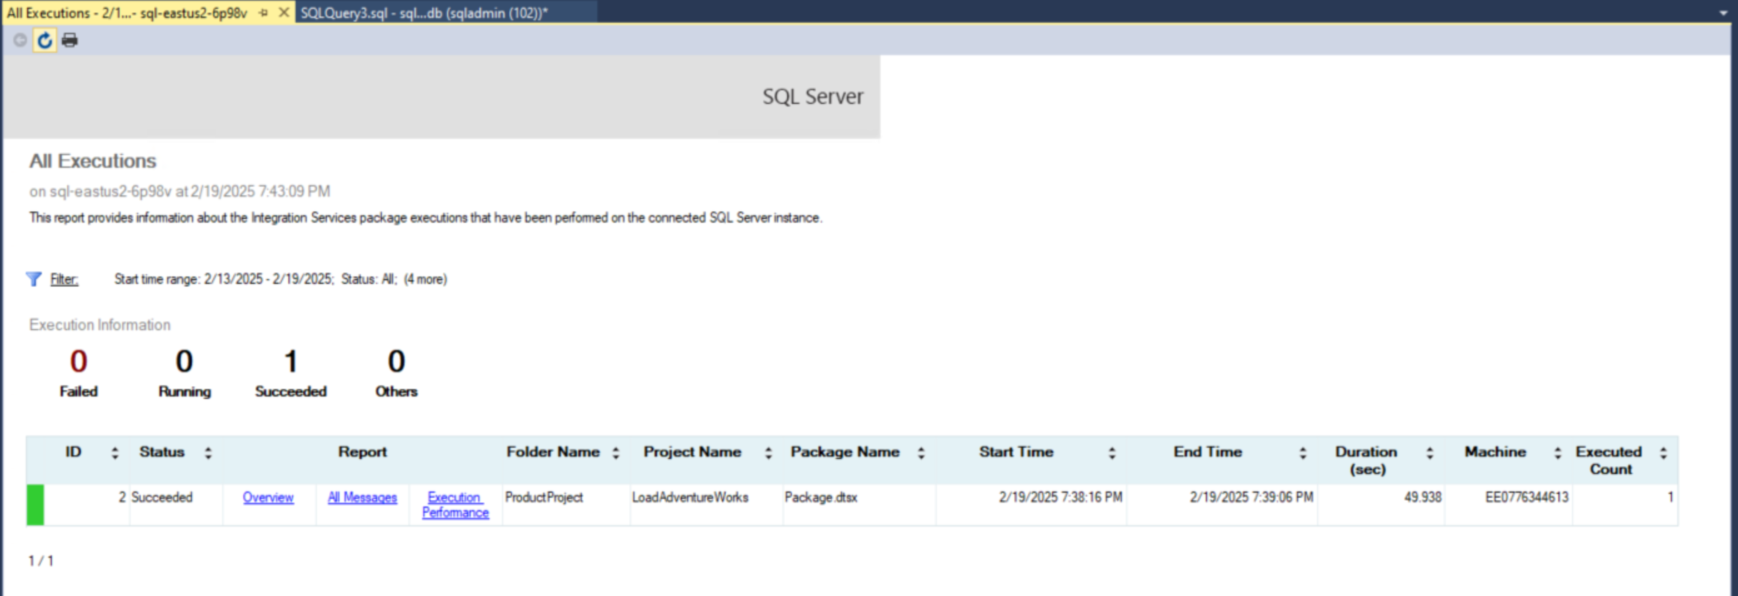 All Executions - 2/1...- sql-eastus2-6p98v SQLQuery3.sql - sql...db (sqladmin (102))*
SQL Server
All Executions
on sql-eastus2-6p98v at 2/19/2025 7:43:09 PM
This report provides information about the Integration Services package executions that have been performed on the connected SQL Server instance.
Filter: Start time range: 2/13/2025 - 2/19/2025; Status: All; (4 more)
Execution Information
0 0 1 0
Failed Running Succeeded Others
ID Status Report Folder Name Project Name Package Name Start Time End Time Duration (sec) Machine Executed Count
2 Succeeded Overview All Messages Execution Performance ProductProject LoadAdventureWorks Package.dtsx 2/19/2025 7:38:16 PM 2/19/2025 7:39:06 PM 49.938 EE0776344613 1
1 / 1